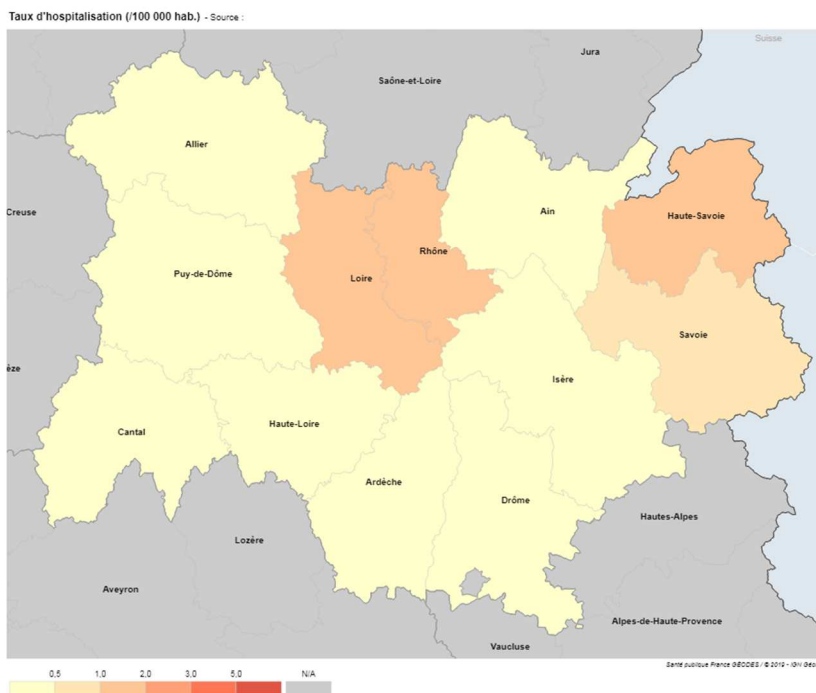 Taux d'hospitalisation (/100 000 hab.) - Source :
Suisse
Jura
Saône-et-Loire
Allier
Creuse
Ain
Haute-Savoie
Rhône
Puy-de-Dôme
Loire
Savoie
èze
Isère
Haute-Loire
Cantal
Ardèche
Drôme
Hautes-Alpes
Lozère
Aveyron
Alpes-de-Haute-Provence
Vaucluse
Santé publique France GÉODES / © 2019 - IGN Géo
0,5 1,0 2,0 3,0 5,0 N/A